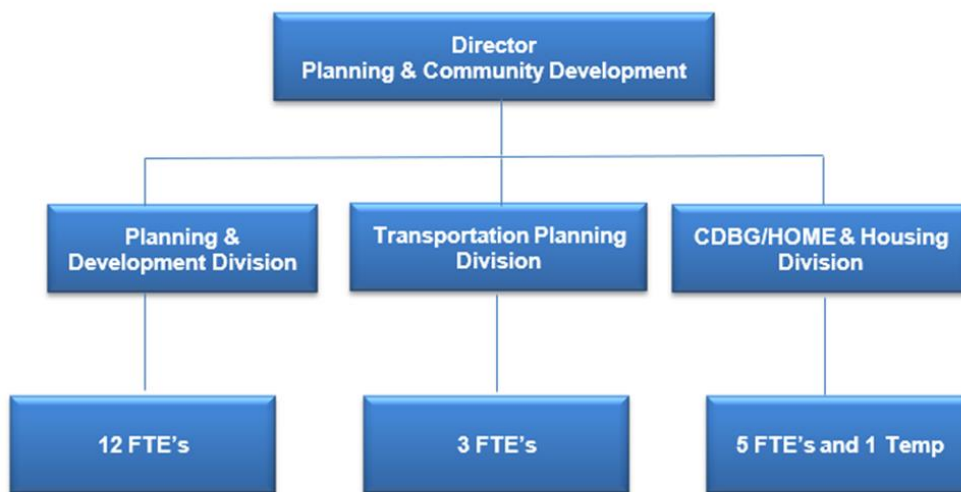 Director
Planning & Community Development
Planning &
Development Division
Transportation Planning
Division
CDBG/HOME & Housing
Division
12 FTE’s
3 FTE’s
5 FTE’s and 1 Temp